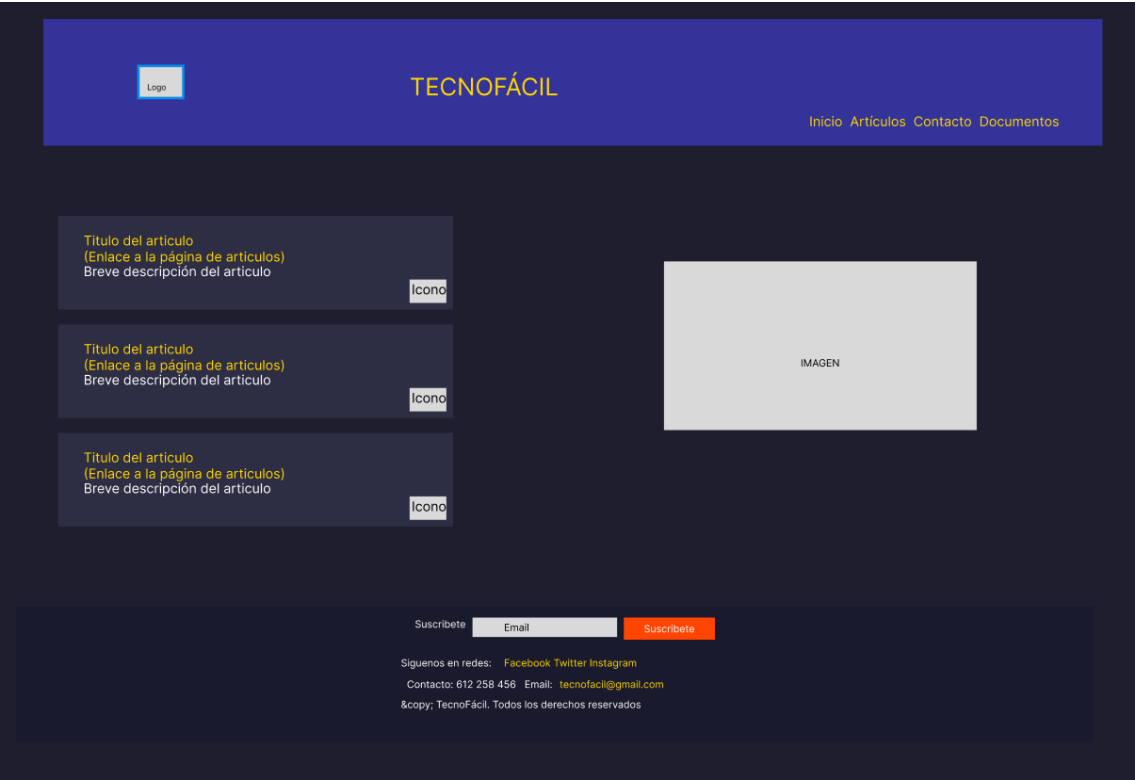 Logo
TECNOFÁCIL
Inicio Artículos Contacto Documentos
Titulo del articulo
(Enlace a la página de articulos)
Breve descripción del articulo
Icono
Titulo del articulo
(Enlace a la página de articulos)
Breve descripción del articulo
Icono
Titulo del articulo
(Enlace a la página de articulos)
Breve descripción del articulo
Icono
IMAGEN
Suscribete Email Suscribete
Siguenos en redes: Facebook Twitter Instagram
Contacto: 612 258 456 Email: tecnofacil@gmail.com
&copy; TecnoFácil. Todos los derechos reservados